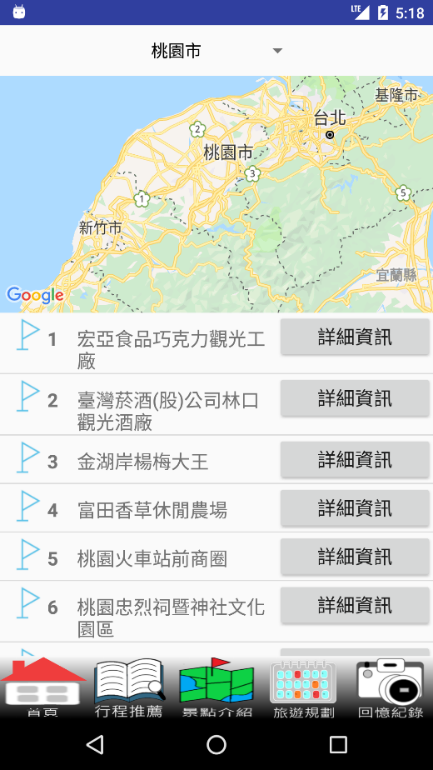 LTE 5:18
桃園市
基隆市
台北
2
桃園市
3
1
5
新竹市
宜蘭縣
Google
1 宏亞食品巧克力觀光工 詳細資訊
廠
2 臺灣菸酒(股)公司林口 詳細資訊
觀光酒廠
3 金湖岸楊梅大王 詳細資訊
4 富田香草休閒農場 詳細資訊
5 桃園火車站前商圈 詳細資訊
6 桃園忠烈祠暨神社文化 詳細資訊
園區
首頁 行程推薦 景點介紹 旅遊規劃 回憶紀錄